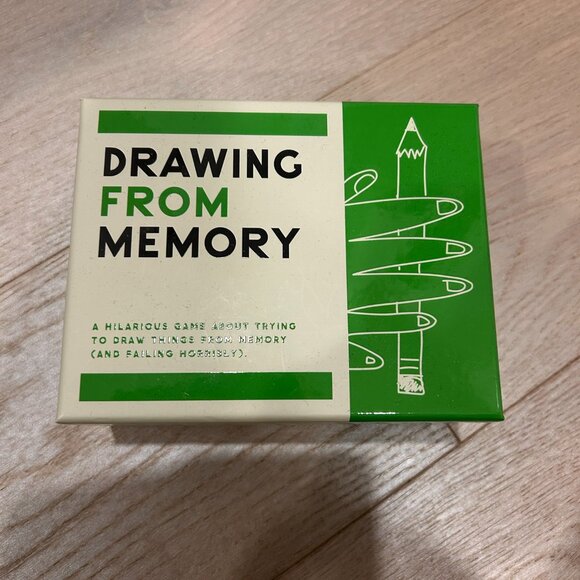 DRAWING
FROM
MEMORY
A HILARIOUS GAME ABOUT TRYING
TO DRAW THINGS FROM MEMORY
(AND FAILING HORRIBLY).